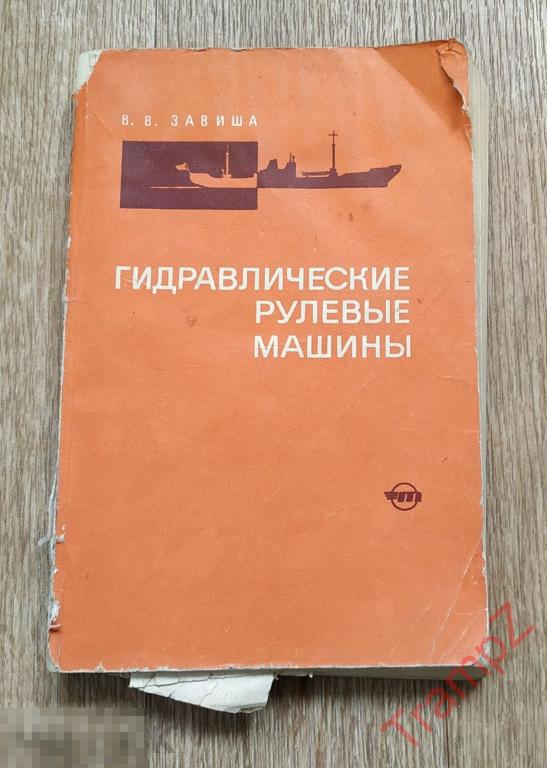 В. В. ЗАВИША
ГИДРАВЛИЧЕСКИЕ
РУЛЕВЫЕ
МАШИНЫ
TrampZ